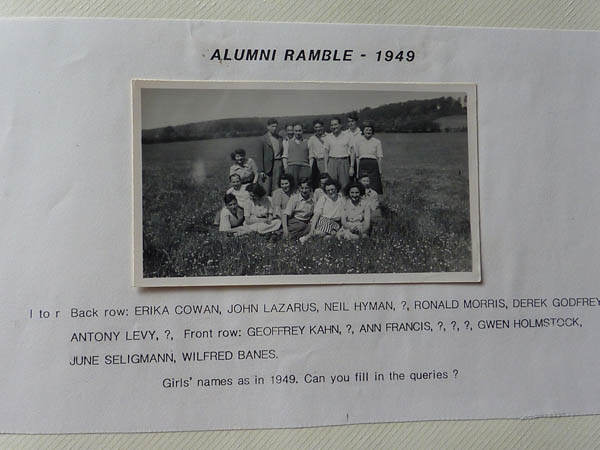 ALUMNI RAMBLE - 1949
l to r Back row: ERIKA COWAN, JOHN LAZARUS, NEIL HYMAN, ?, RONALD MORRIS, DEREK GODFREY
ANTONY LEVY, ?, Front row: GEOFFREY KAHN, ?, ANN FRANCIS, ?, ?, ?, GWEN HOLMSTOCK,
JUNE SELIGMANN, WILFRED BANES.
Girls' names as in 1949. Can you fill in the queries ?